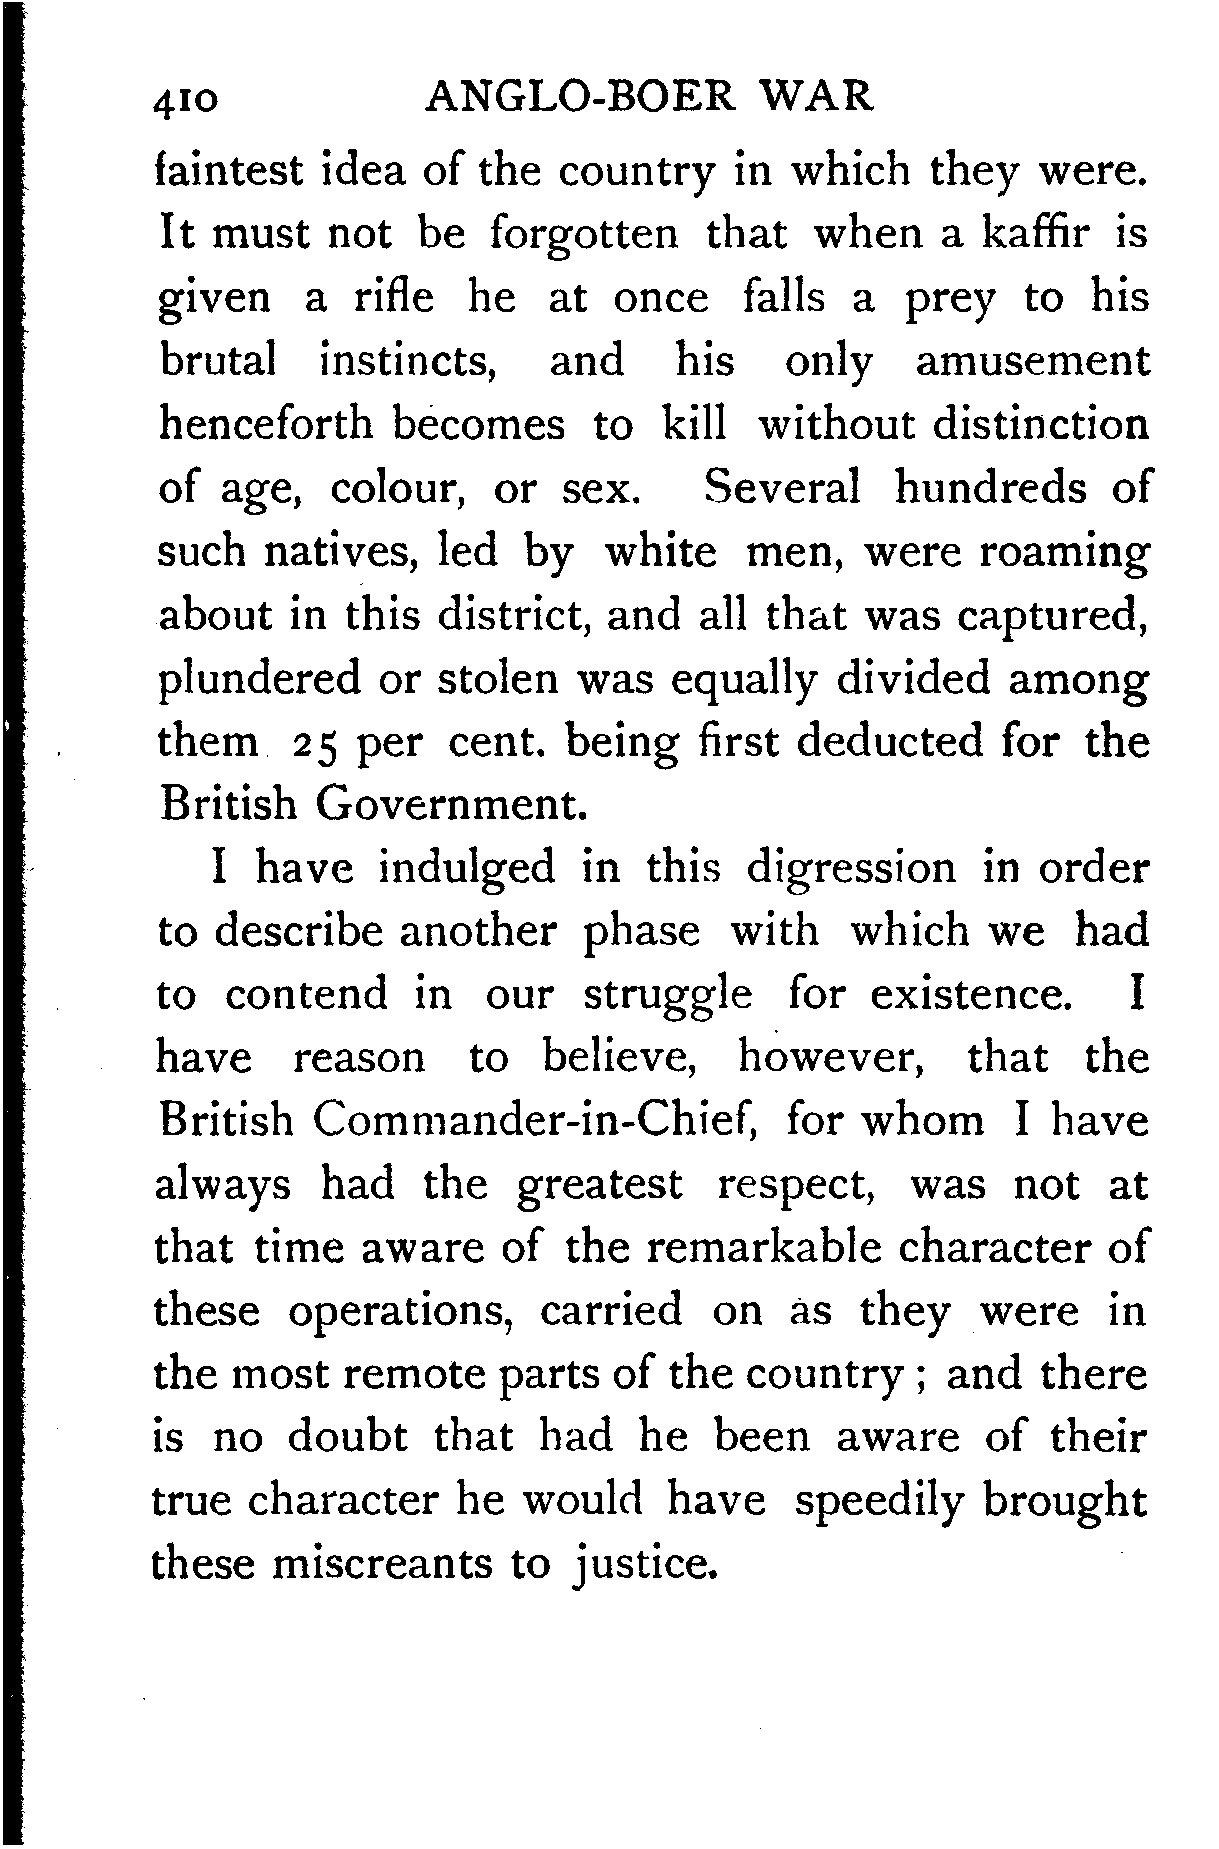 410 ANGLO-BOER WAR
faintest idea of the country in which they were.
It must not be forgotten that when a kaffir is
given a rifle he at once falls a prey to his
brutal instincts, and his only amusement
henceforth becomes to kill without distinction
of age, colour, or sex. Several hundreds of
such natives, led by white men, were roaming
about in this district, and all that was captured,
plundered or stolen was equally divided among
them 25 per cent. being first deducted for the
British Government.
I have indulged in this digression in order
to describe another phase with which we had
to contend in our struggle for existence. I
have reason to believe, however, that the
British Commander-in-Chief, for whom I have
always had the greatest respect, was not at
that time aware of the remarkable character of
these operations, carried on as they were in
the most remote parts of the country ; and there
is no doubt that had he been aware of their
true character he would have speedily brought
these miscreants to justice.